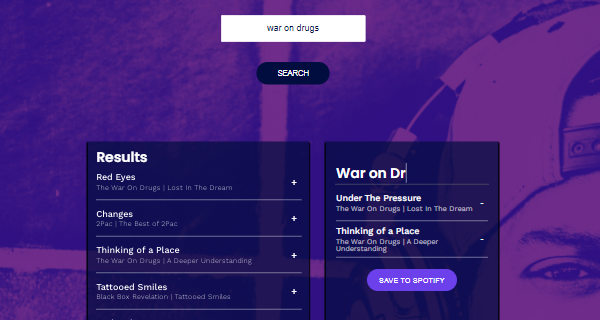 war on drugs
SEARCH
Results
Red Eyes
+
The War On Drugs | Lost In The Dream
Changes
+
2Pac | The Best of 2Pac
Thinking of a Place
+
The War On Drugs | A Deeper Understanding
Tattooed Smiles
+
Black Box Revelation | Tattooed Smiles
War on Dr
Under The Pressure
-
The War On Drugs | Lost In The Dream
Thinking of a Place
-
The War On Drugs | A Deeper
Understanding
SAVE TO SPOTIFY